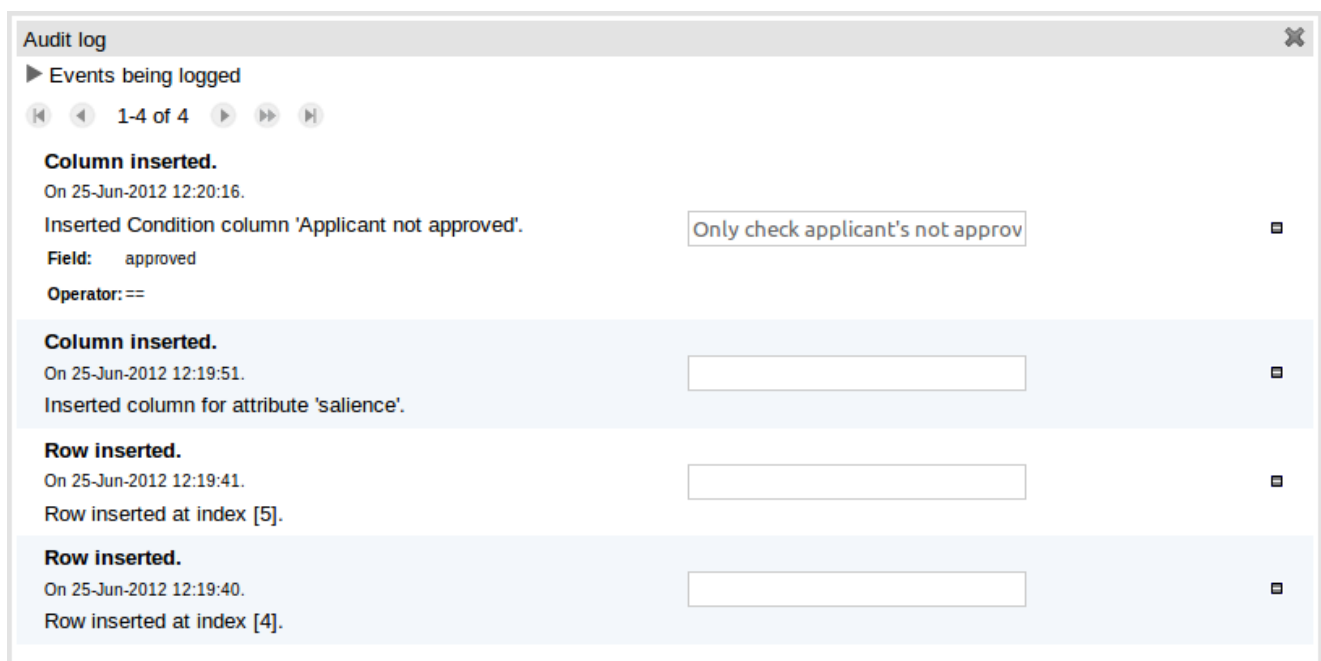 Audit log
Events being logged
1-4 of 4
Column inserted.
On 25-Jun-2012 12:20:16.
Inserted Condition column 'Applicant not approved'.
Only check applicant's not approv
Field: approved
Operator: ==
Column inserted.
On 25-Jun-2012 12:19:51.
Inserted column for attribute 'salience'.
Row inserted.
On 25-Jun-2012 12:19:41.
Row inserted at index [5].
Row inserted.
On 25-Jun-2012 12:19:40.
Row inserted at index [4].